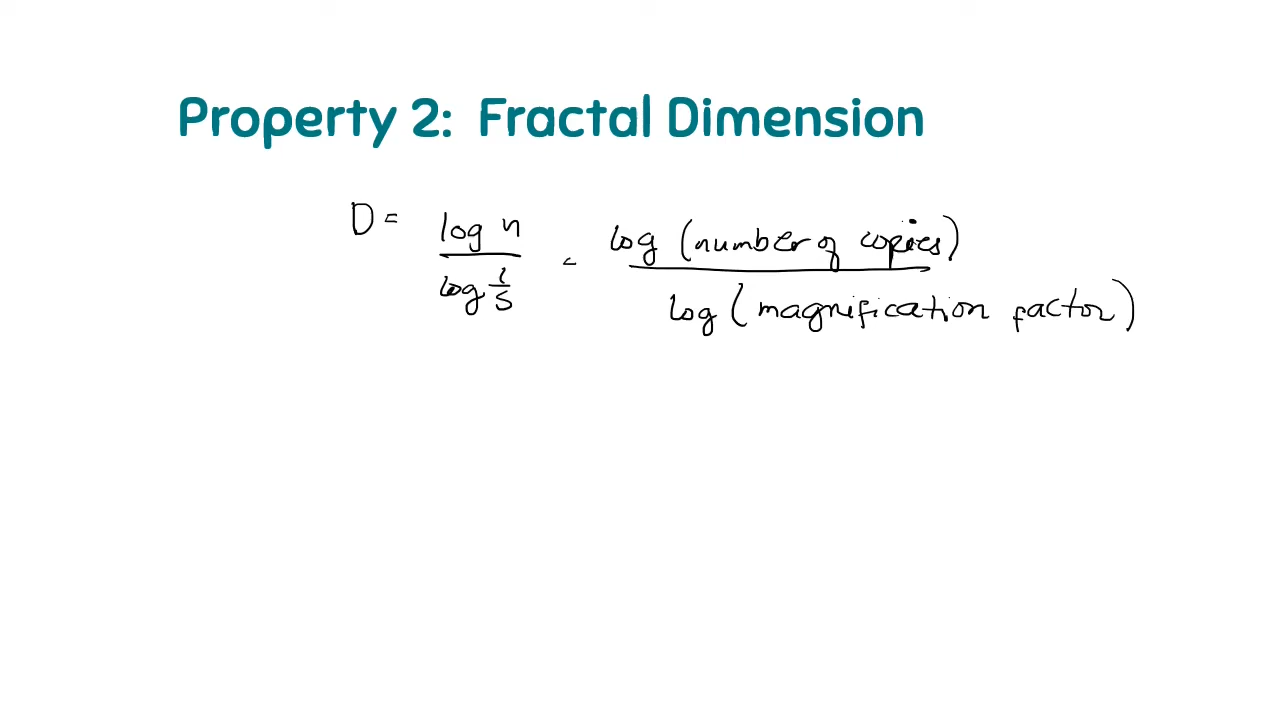 Property 2: Fractal Dimension
D = log n / log 1/s = log (number of copies) / log (magnification factor)